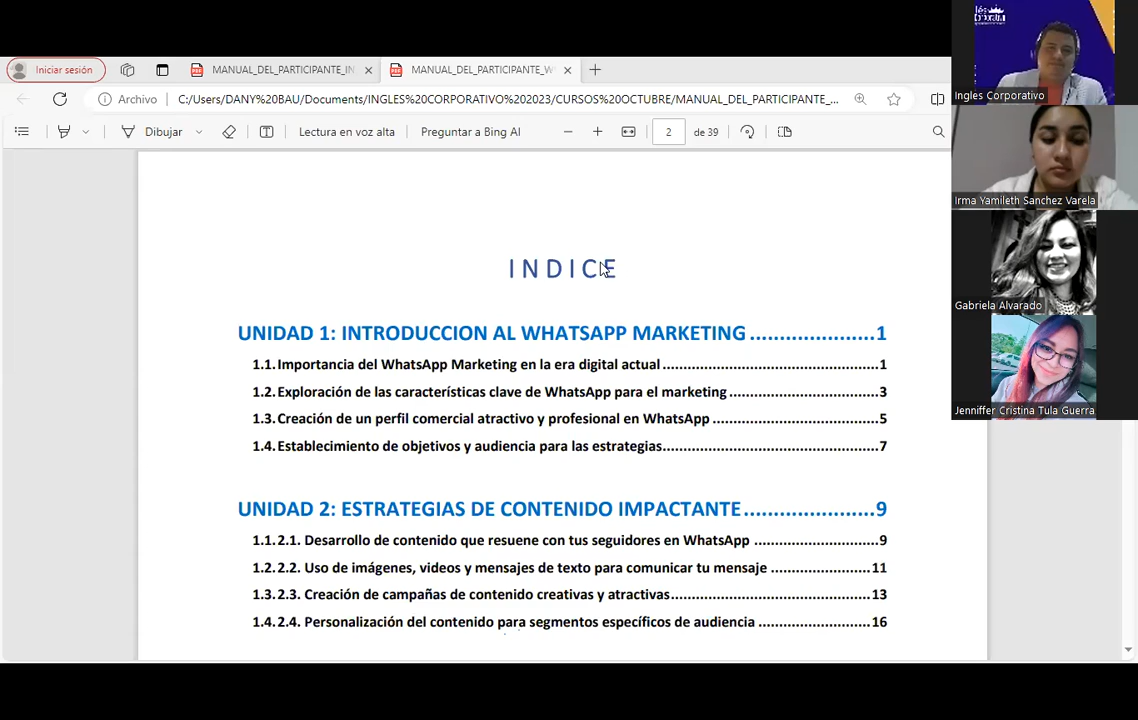 Iniciar sesión
MANUAL_DEL_PARTICIPANTE_IN
MANUAL_DEL_PARTICIPANTE_W
Archivo
C:/Users/DANY%20BAU/Documents/INGLES%20CORPORATIVO%202023/CURSOS%20OCTUBRE/MANUAL_DEL_PARTICIPANTE_...
Dibujar
Lectura en voz alta
Preguntar a Bing AI
2
de 39
INDICE
UNIDAD 1: INTRODUCCION AL WHATSAPP MARKETING.....................1
1.1. Importancia del WhatsApp Marketing en la era digital actual ................................................1
1.2. Exploración de las características clave de WhatsApp para el marketing ..................................3
1.3. Creación de un perfil comercial atractivo y profesional en WhatsApp .....................................5
1.4. Establecimiento de objetivos y audiencia para las estrategias................................................7
UNIDAD 2: ESTRATEGIAS DE CONTENIDO IMPACTANTE......................9
1.1. 2.1. Desarrollo de contenido que resuene con tus seguidores en WhatsApp ............................9
1.2. 2.2. Uso de imágenes, videos y mensajes de texto para comunicar tu mensaje ........................11
1.3. 2.3. Creación de campañas de contenido creativas y atractivas............................................13
1.4. 2.4. Personalización del contenido para segmentos específicos de audiencia .........................16
Ingles Corporativo
Irma Yamileth Sanchez Varela
Gabriela Alvarado
Jenniffer Cristina Tula Guerra